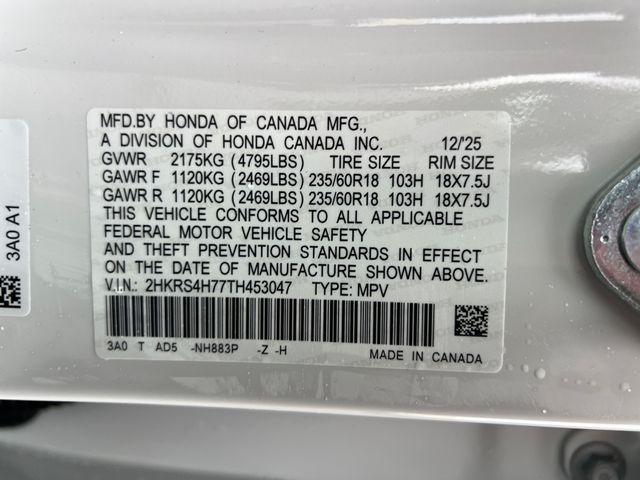 MFD.BY HONDA OF CANADA MFG.,
A DIVISION OF HONDA CANADA INC. 12/'25
GVWR 2175KG (4795LBS) TIRE SIZE RIM SIZE
GAWR F 1120KG (2469LBS) 235/60R18 103H 18X7.5J
GAWR R 1120KG (2469LBS) 235/60R18 103H 18X7.5J
THIS VEHICLE CONFORMS TO ALL APPLICABLE
FEDERAL MOTOR VEHICLE SAFETY
AND THEFT PREVENTION STANDARDS IN EFFECT
ON THE DATE OF MANUFACTURE SHOWN ABOVE.
V.I.N.: 2HKRS4H77TH453047 TYPE: MPV
3A0 T AD5 -NH883P -Z -H MADE IN CANADA
3A0 A1